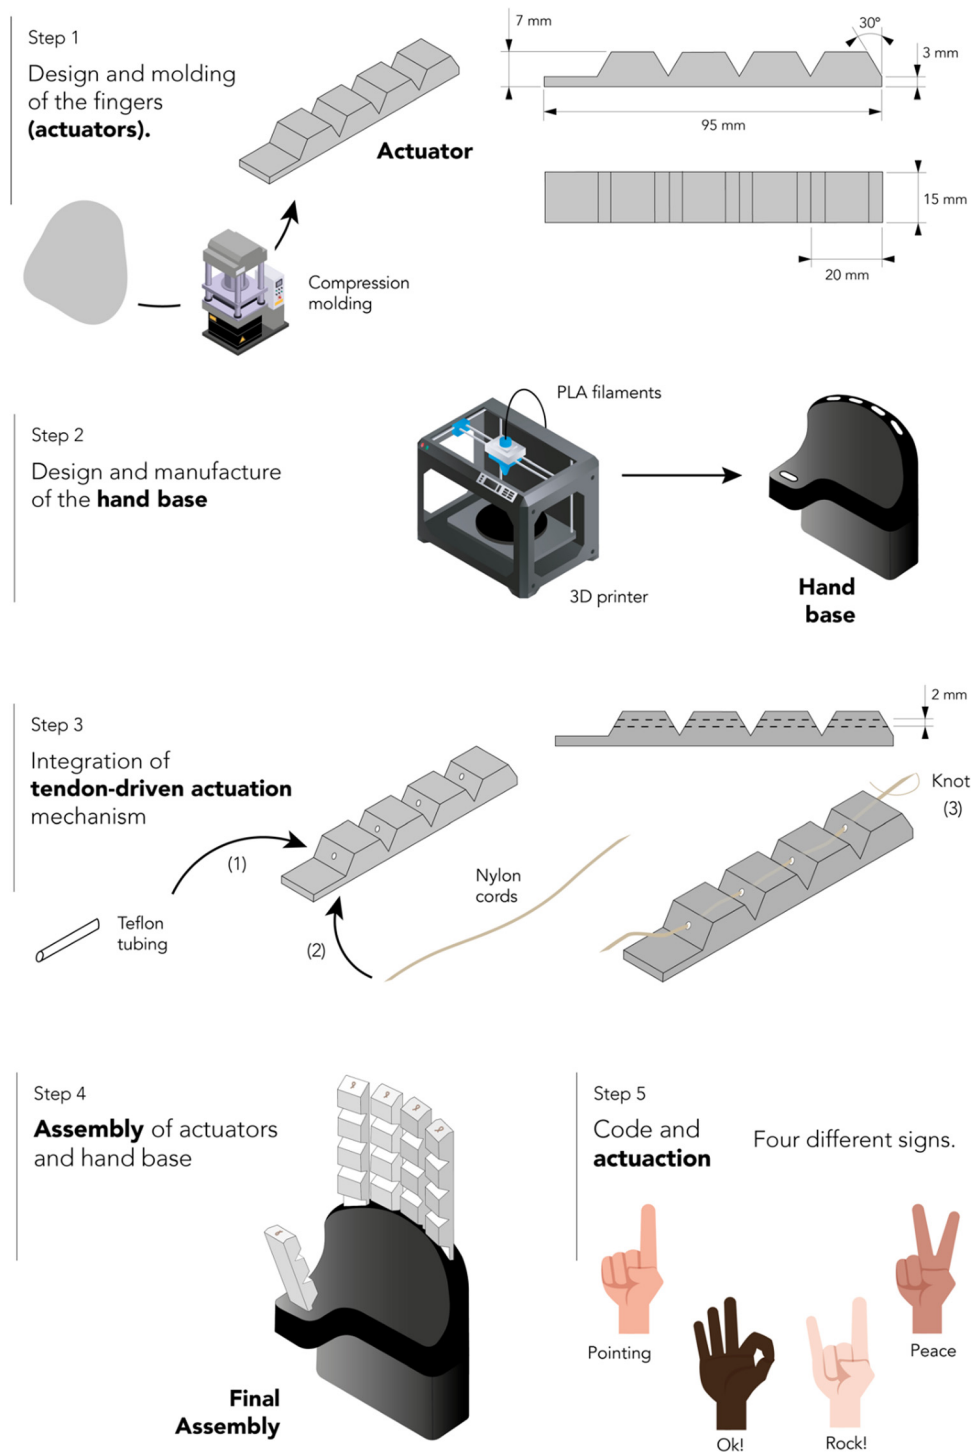 Step 1
Design and molding
of the fingers
(actuators).
Actuator
7 mm
30º
3 mm
95 mm
15 mm
20 mm
Compression
molding
Step 2
Design and manufacture
of the hand base
PLA filaments
3D printer
Hand
base
Step 3
Integration of
tendon-driven actuation
mechanism
(1)
Teflon
tubing
(2)
Nylon
cords
2 mm
Knot
(3)
Step 4
Assembly of actuators
and hand base
Final
Assembly
Step 5
Code and
actuaction
Four different signs.
Pointing
Ok!
Rock!
Peace